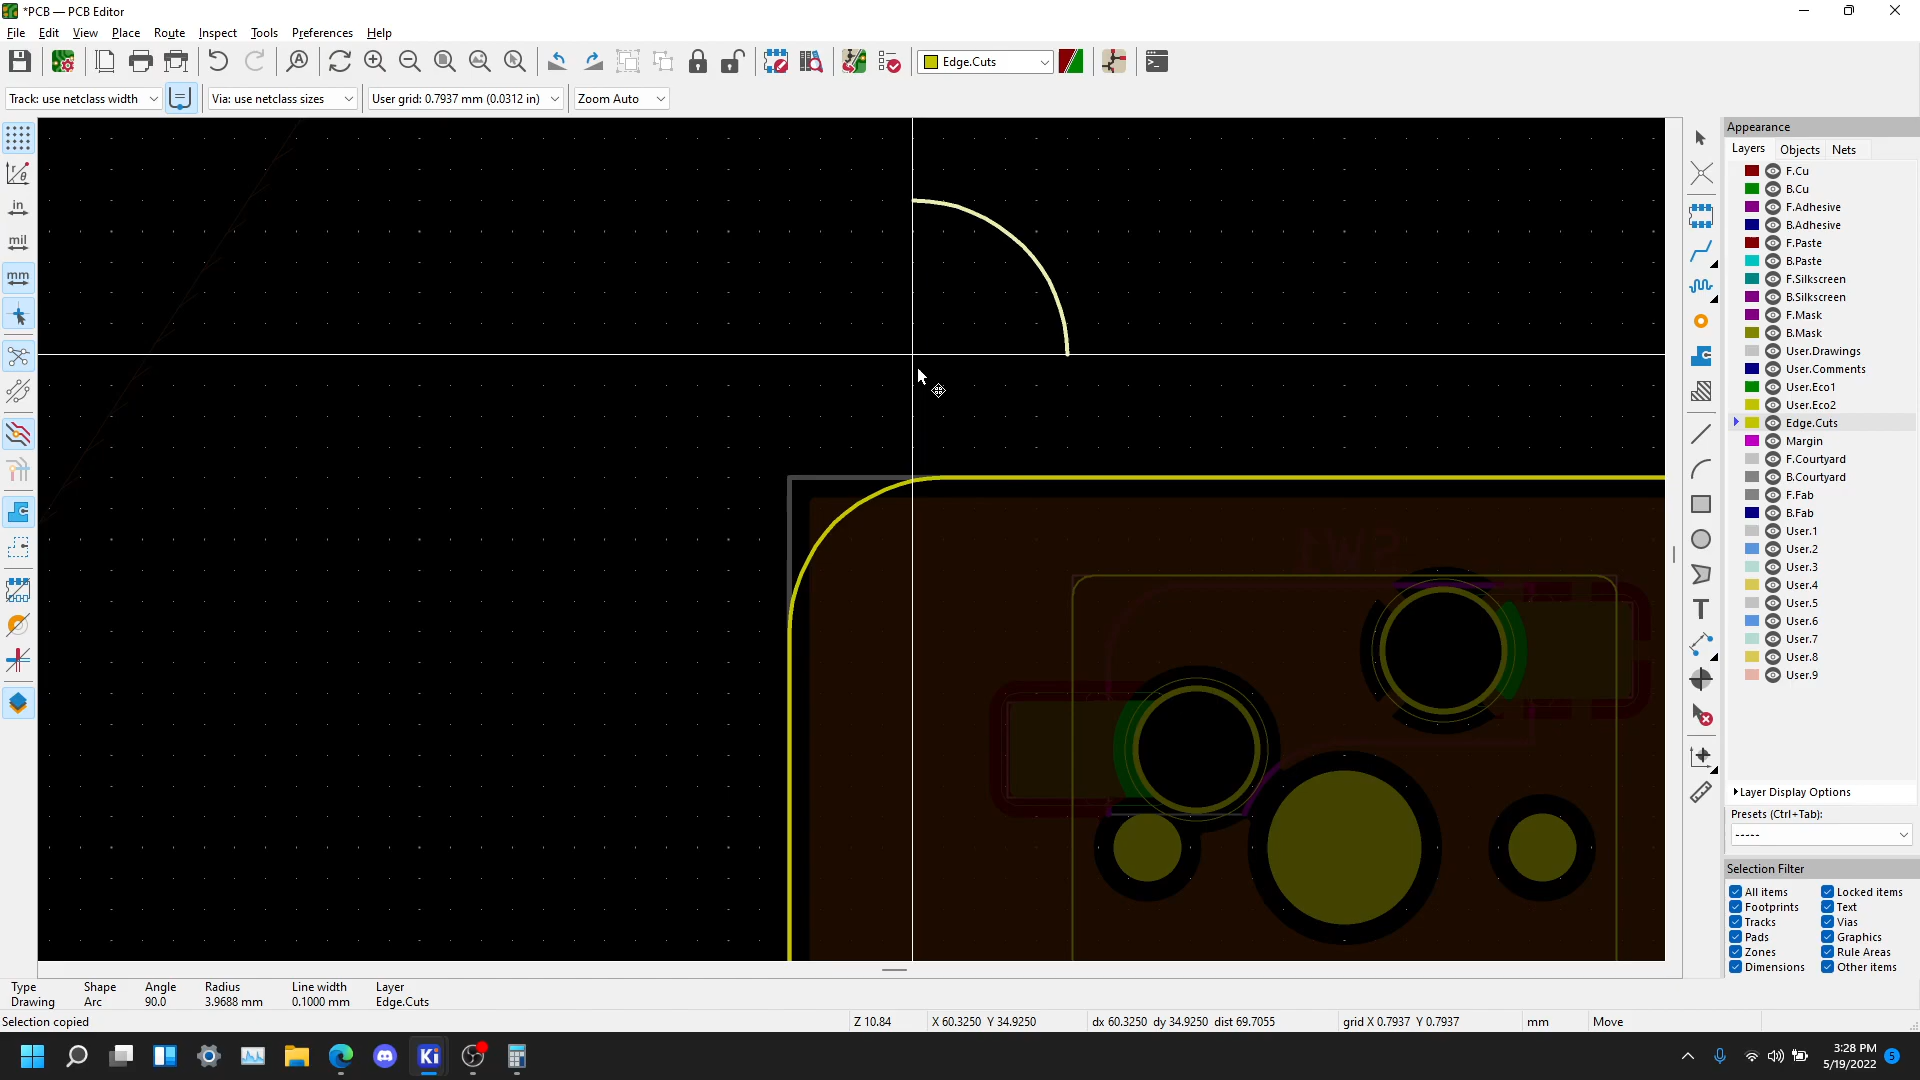 *PCB — PCB Editor
File Edit View Place Route Inspect Tools Preferences Help
Edge.Cuts
Track: use netclass width Via: use netclass sizes User grid: 0.7937 mm (0.0312 in) Zoom Auto
Appearance
Layers Objects Nets
F.Cu
B.Cu
F.Adhesive
B.Adhesive
F.Paste
B.Paste
F.Silkscreen
B.Silkscreen
F.Mask
B.Mask
User.Drawings
User.Comments
User.Eco1
User.Eco2
Edge.Cuts
Margin
F.Courtyard
B.Courtyard
F.Fab
B.Fab
User.1
User.2
User.3
User.4
User.5
User.6
User.7
User.8
User.9
in
mil
mm
SW1
Layer Display Options
Presets (Ctrl+Tab):
-----
Selection Filter
All items Locked items
Footprints Text
Tracks Vias
Pads Graphics
Zones Rule Areas
Dimensions Other items
Type Shape Angle Radius Line width Layer
Drawing Arc 90.0 3.9688 mm 0.1000 mm Edge.Cuts
Selection copied Z 10.84 X 60.3250 Y 34.9250 dx 60.3250 dy 34.9250 dist 69.7055 grid X 0.7937 Y 0.7937 mm Move
Ki
3:28 PM
5/19/2022
5